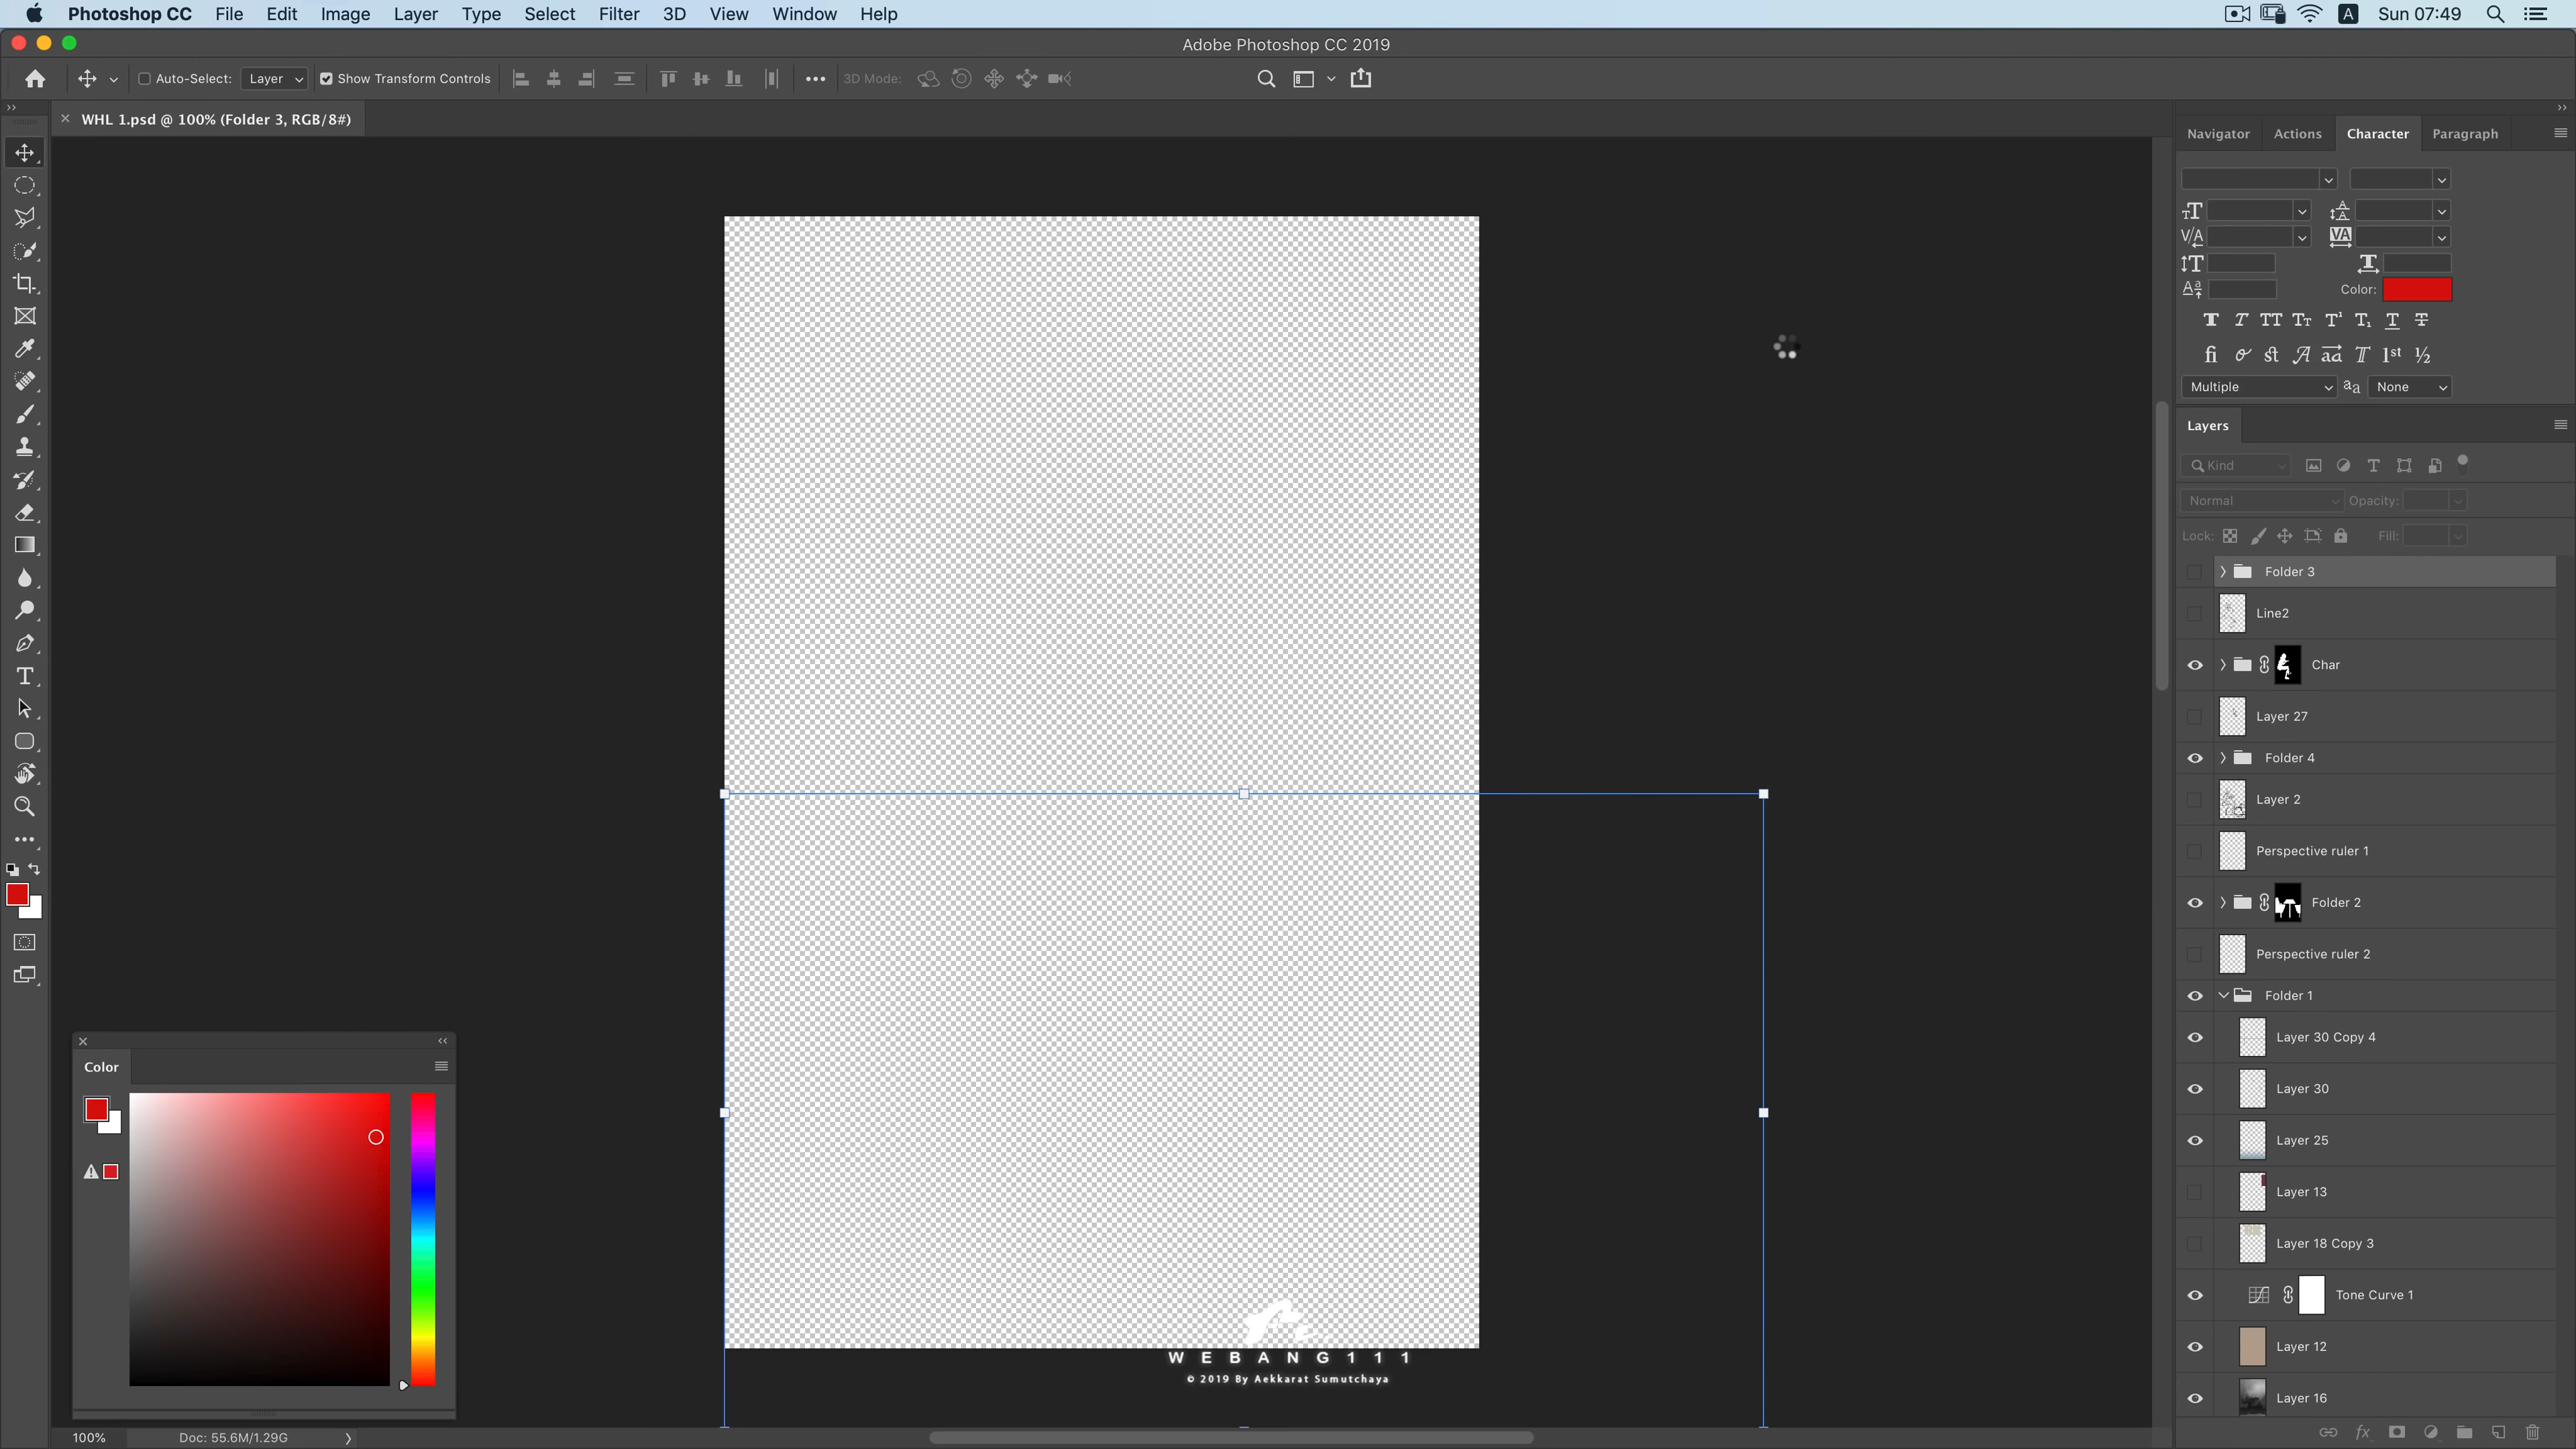 Photoshop CC File Edit Image Layer Type Select Filter 3D View Window Help A Sun 07:49
Adobe Photoshop CC 2019
Auto-Select: Layer Show Transform Controls 3D Mode:
WHL 1.psd @ 100% (Folder 3, RGB/8#)
Navigator Actions Character Paragraph
Color:
Multiple None
Layers
Kind
Normal Opacity:
Lock: Fill:
Folder 3
Line2
Char
Layer 27
Folder 4
Layer 2
Perspective ruler 1
Folder 2
Perspective ruler 2
Folder 1
Layer 30 Copy 4
Layer 30
Layer 25
Layer 13
Layer 18 Copy 3
Tone Curve 1
Layer 12
Layer 16
Color
WEBANG111
© 2019 By Aekkarat Sumutchaya
100% Doc: 55.6M/1.29G